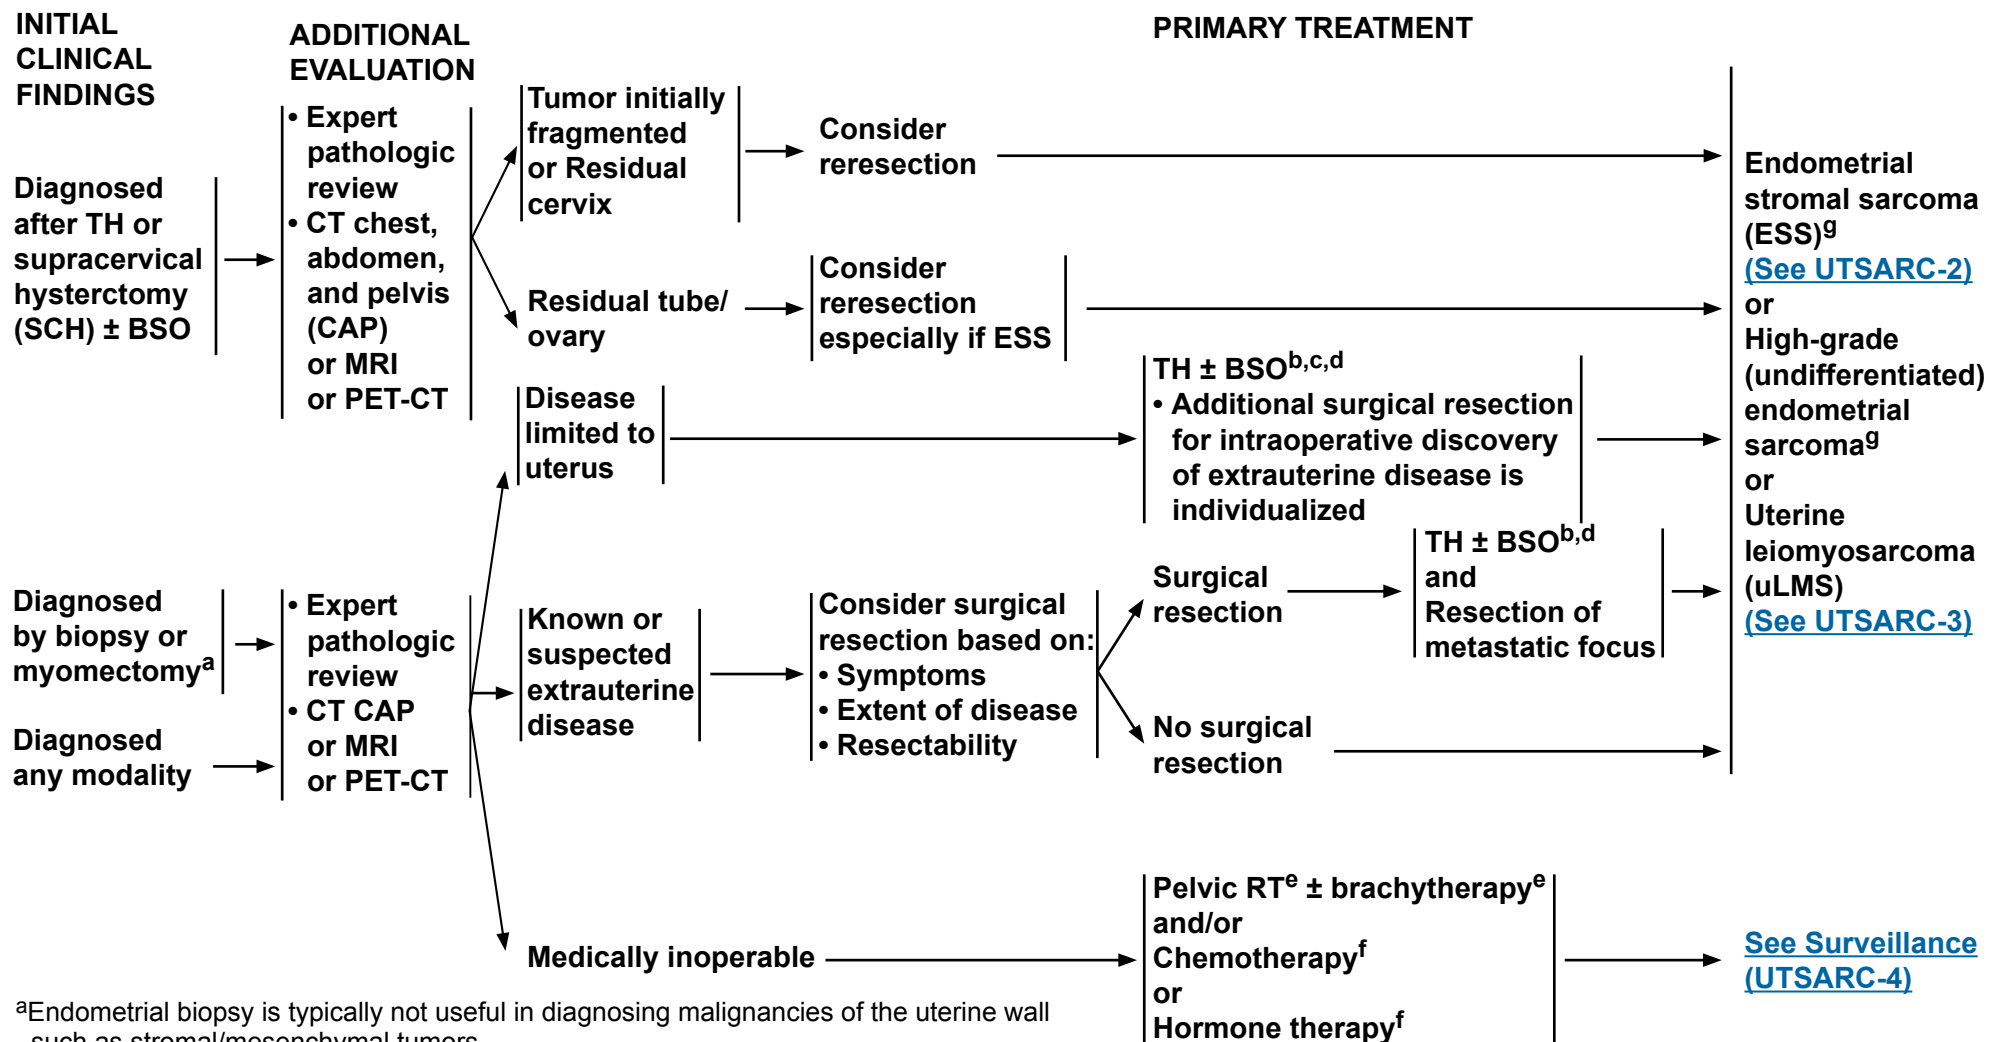 INITIAL
CLINICAL
FINDINGS
ADDITIONAL
EVALUATION
PRIMARY TREATMENT
Diagnosed
after TH or
supracervical
hysterctomy
(SCH) ± BSO
• Expert
pathologic
review
• CT chest,
abdomen,
and pelvis
(CAP)
or MRI
or PET-CT
Tumor initially
fragmented
or Residual
cervix
Consider
reresection
Residual tube/
ovary
Consider
reresection
especially if ESS
Diagnosed
by biopsy or
myomectomya
Diagnosed
any modality
• Expert
pathologic
review
• CT CAP
or MRI
or PET-CT
Disease
limited to
uterus
TH ± BSOb,c,d
• Additional surgical resection
for intraoperative discovery
of extrauterine disease is
individualized
Known or
suspected
extrauterine
disease
Consider surgical
resection based on:
• Symptoms
• Extent of disease
• Resectability
Surgical
resection
TH ± BSOb,d
and
Resection of
metastatic focus
No surgical
resection
Endometrial
stromal sarcoma
(ESS)g
(See UTSARC-2)
or
High-grade
(undifferentiated)
endometrial
sarcomag
or
Uterine
leiomyosarcoma
(uLMS)
(See UTSARC-3)
Medically inoperable
Pelvic RTe ± brachytherapye
and/or
Chemotherapyf
or
Hormone therapyf
See Surveillance
(UTSARC-4)
aEndometrial biopsy is typically not useful in diagnosing malignancies of the uterine wall
such as stromal/mesenchymal tumors